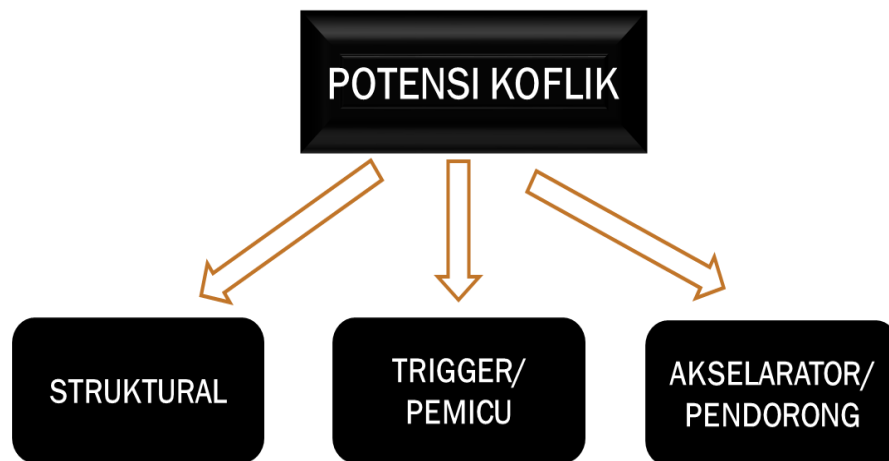 POTENSI KOFLIK
STRUKTURAL
TRIGGER/
PEMICU
AKSELARATOR/
PENDORONG